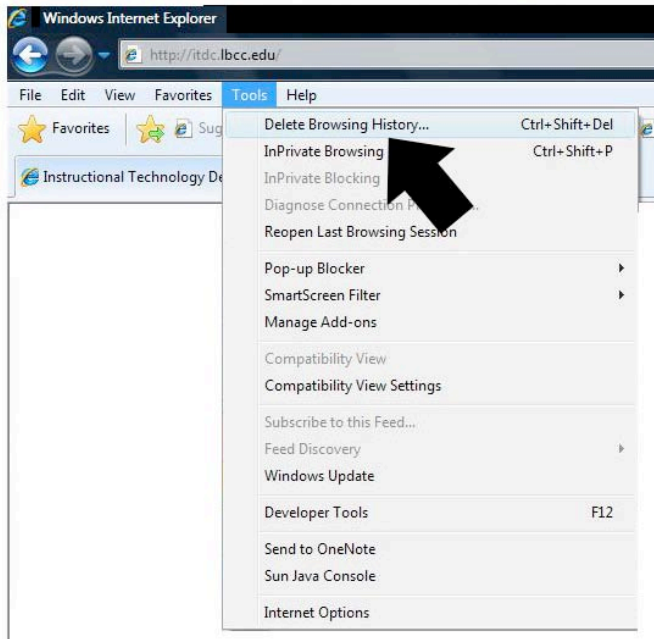 Windows Internet Explorer
http://itdc.lbcc.edu/
File Edit View Favorites Tools Help
Favorites Sug
Instructional Technology De
Delete Browsing History... Ctrl+Shift+Del
InPrivate Browsing Ctrl+Shift+P
InPrivate Blocking
Diagnose Connection
Reopen Last Browsing Session
Pop-up Blocker
SmartScreen Filter
Manage Add-ons
Compatibility View
Compatibility View Settings
Subscribe to this Feed...
Feed Discovery
Windows Update
Developer Tools F12
Send to OneNote
Sun Java Console
Internet Options